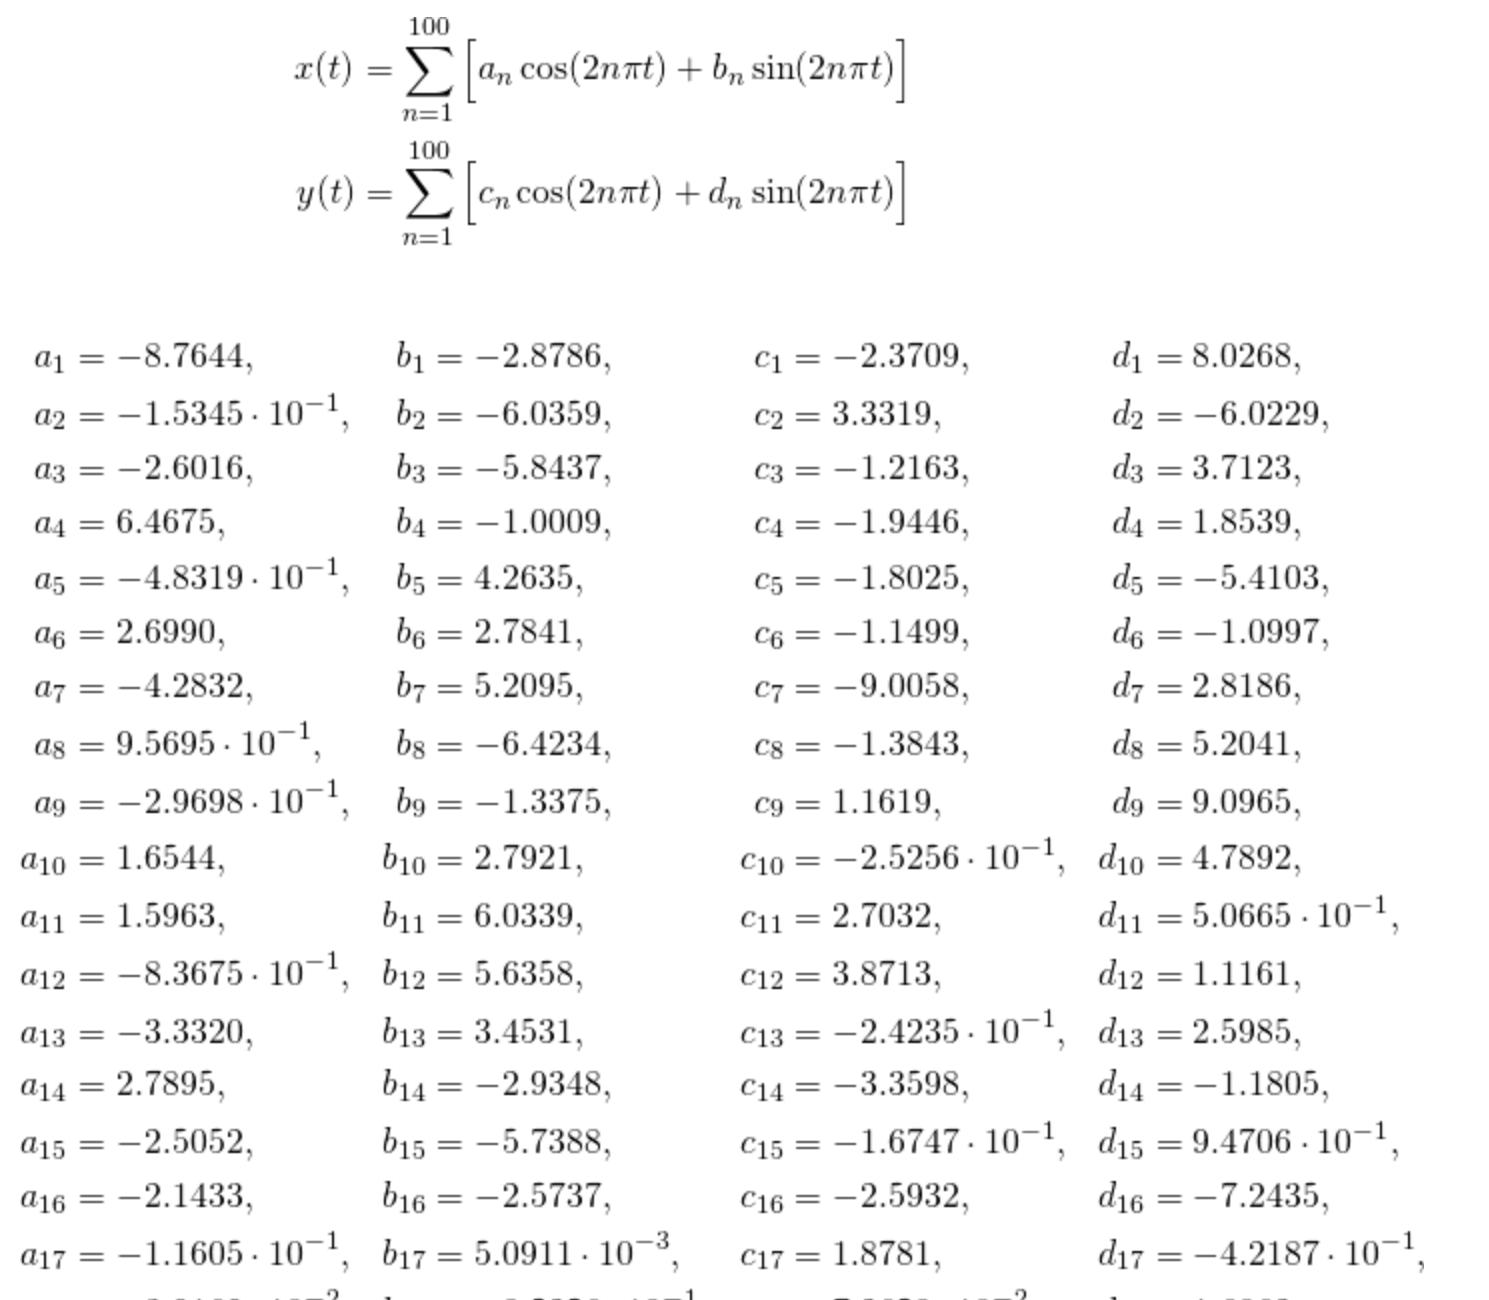 x(t) = \sum_{n=1}^{100} [a_n cos(2nπt) + b_n sin(2nπt)]
y(t) = \sum_{n=1}^{100} [c_n cos(2nπt) + d_n sin(2nπt)]
a_1 = −8.7644, b_1 = −2.8786, c_1 = −2.3709, d_1 = 8.0268,
a_2 = −1.5345 · 10^{−1}, b_2 = −6.0359, c_2 = 3.3319, d_2 = −6.0229,
a_3 = −2.6016, b_3 = −5.8437, c_3 = −1.2163, d_3 = 3.7123,
a_4 = 6.4675, b_4 = −1.0009, c_4 = −1.9446, d_4 = 1.8539,
a_5 = −4.8319 · 10^{−1}, b_5 = 4.2635, c_5 = −1.8025, d_5 = −5.4103,
a_6 = 2.6990, b_6 = 2.7841, c_6 = −1.1499, d_6 = −1.0997,
a_7 = −4.2832, b_7 = 5.2095, c_7 = −9.0058, d_7 = 2.8186,
a_8 = 9.5695 · 10^{−1}, b_8 = −6.4234, c_8 = −1.3843, d_8 = 5.2041,
a_9 = −2.9698 · 10^{−1}, b_9 = −1.3375, c_9 = 1.1619, d_9 = 9.0965,
a_{10} = 1.6544, b_{10} = 2.7921, c_{10} = −2.5256 · 10^{−1}, d_{10} = 4.7892,
a_{11} = 1.5963, b_{11} = 6.0339, c_{11} = 2.7032, d_{11} = 5.0665 · 10^{−1},
a_{12} = −8.3675 · 10^{−1}, b_{12} = 5.6358, c_{12} = 3.8713, d_{12} = 1.1161,
a_{13} = −3.3320, b_{13} = 3.4531, c_{13} = −2.4235 · 10^{−1}, d_{13} = 2.5985,
a_{14} = 2.7895, b_{14} = −2.9348, c_{14} = −3.3598, d_{14} = −1.1805,
a_{15} = −2.5052, b_{15} = −5.7388, c_{15} = −1.6747 · 10^{−1}, d_{15} = 9.4706 · 10^{−1},
a_{16} = −2.1433, b_{16} = −2.5737, c_{16} = −2.5932, d_{16} = −7.2435,
a_{17} = −1.1605 · 10^{−1}, b_{17} = 5.0911 · 10^{−3}, c_{17} = 1.8781, d_{17} = −4.2187 · 10^{−1},